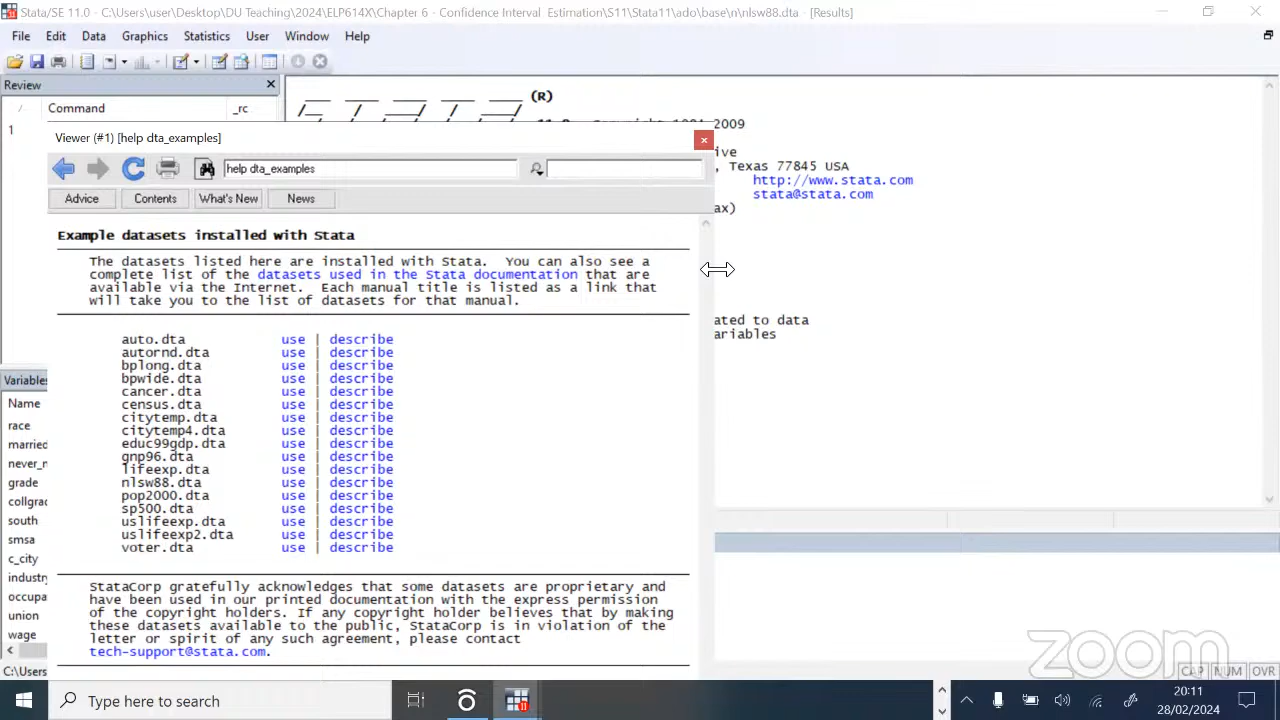 Stata/SE 11.0 - C:\Users\user\Desktop\DU Teaching\2024\ELP614X\Chapter 6 - Confidence Interval Estimation\S11\Stata11\ado\base\n\nlsw88.dta - [Results]
File Edit Data Graphics Statistics User Window Help
Review
Command _rc
1
(R)
2009
ive
, Texas 77845 USA
http://www.stata.com
stata@stata.com
ax)
ated to data
ariables
Viewer (#1) [help dta_examples]
help dta_examples
Advice Contents What's New News
Example datasets installed with Stata
The datasets listed here are installed with Stata. You can also see a
complete list of the datasets used in the Stata documentation that are
available via the Internet. Each manual title is listed as a link that
will take you to the list of datasets for that manual.
auto.dta use | describe
autornd.dta use | describe
bplong.dta use | describe
bpwide.dta use | describe
cancer.dta use | describe
census.dta use | describe
citytemp.dta use | describe
citytemp4.dta use | describe
educ99gdp.dta use | describe
gnp96.dta use | describe
lifeexp.dta use | describe
nlsw88.dta use | describe
pop2000.dta use | describe
sp500.dta use | describe
uslifeexp.dta use | describe
uslifeexp2.dta use | describe
voter.dta use | describe
StataCorp gratefully acknowledges that some datasets are proprietary and
have been used in our printed documentation with the express permission
of the copyright holders. If any copyright holder believes that by making
these datasets available to the public, StataCorp is in violation of the
letter or spirit of any such agreement, please contact
tech-support@stata.com.
Variables
Name
race
married
never_n
grade
collgrad
south
smsa
c_city
industry
occupa
union
wage
C:\Users
zoom
CAP NUM OVR
Type here to search
20:11
28/02/2024